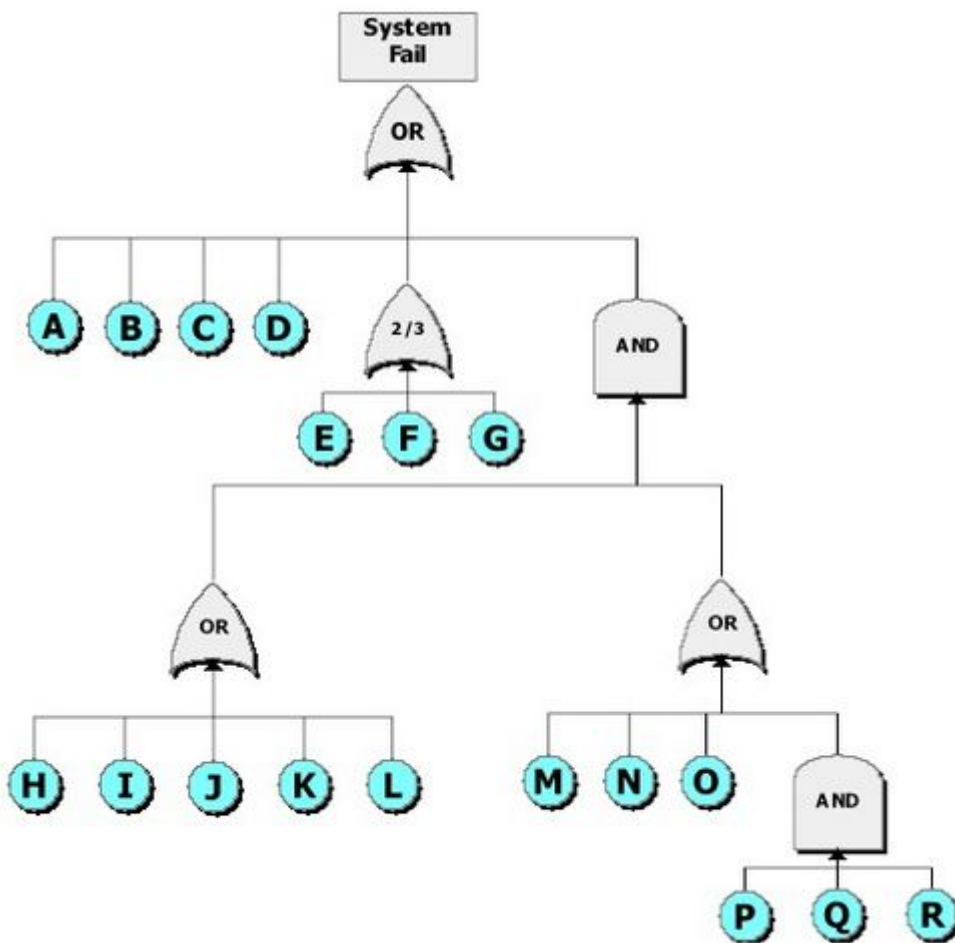 System
Fail
OR
A B C D
2/3
AND
E F G
OR
OR
H I J K L
M N O
AND
P Q R